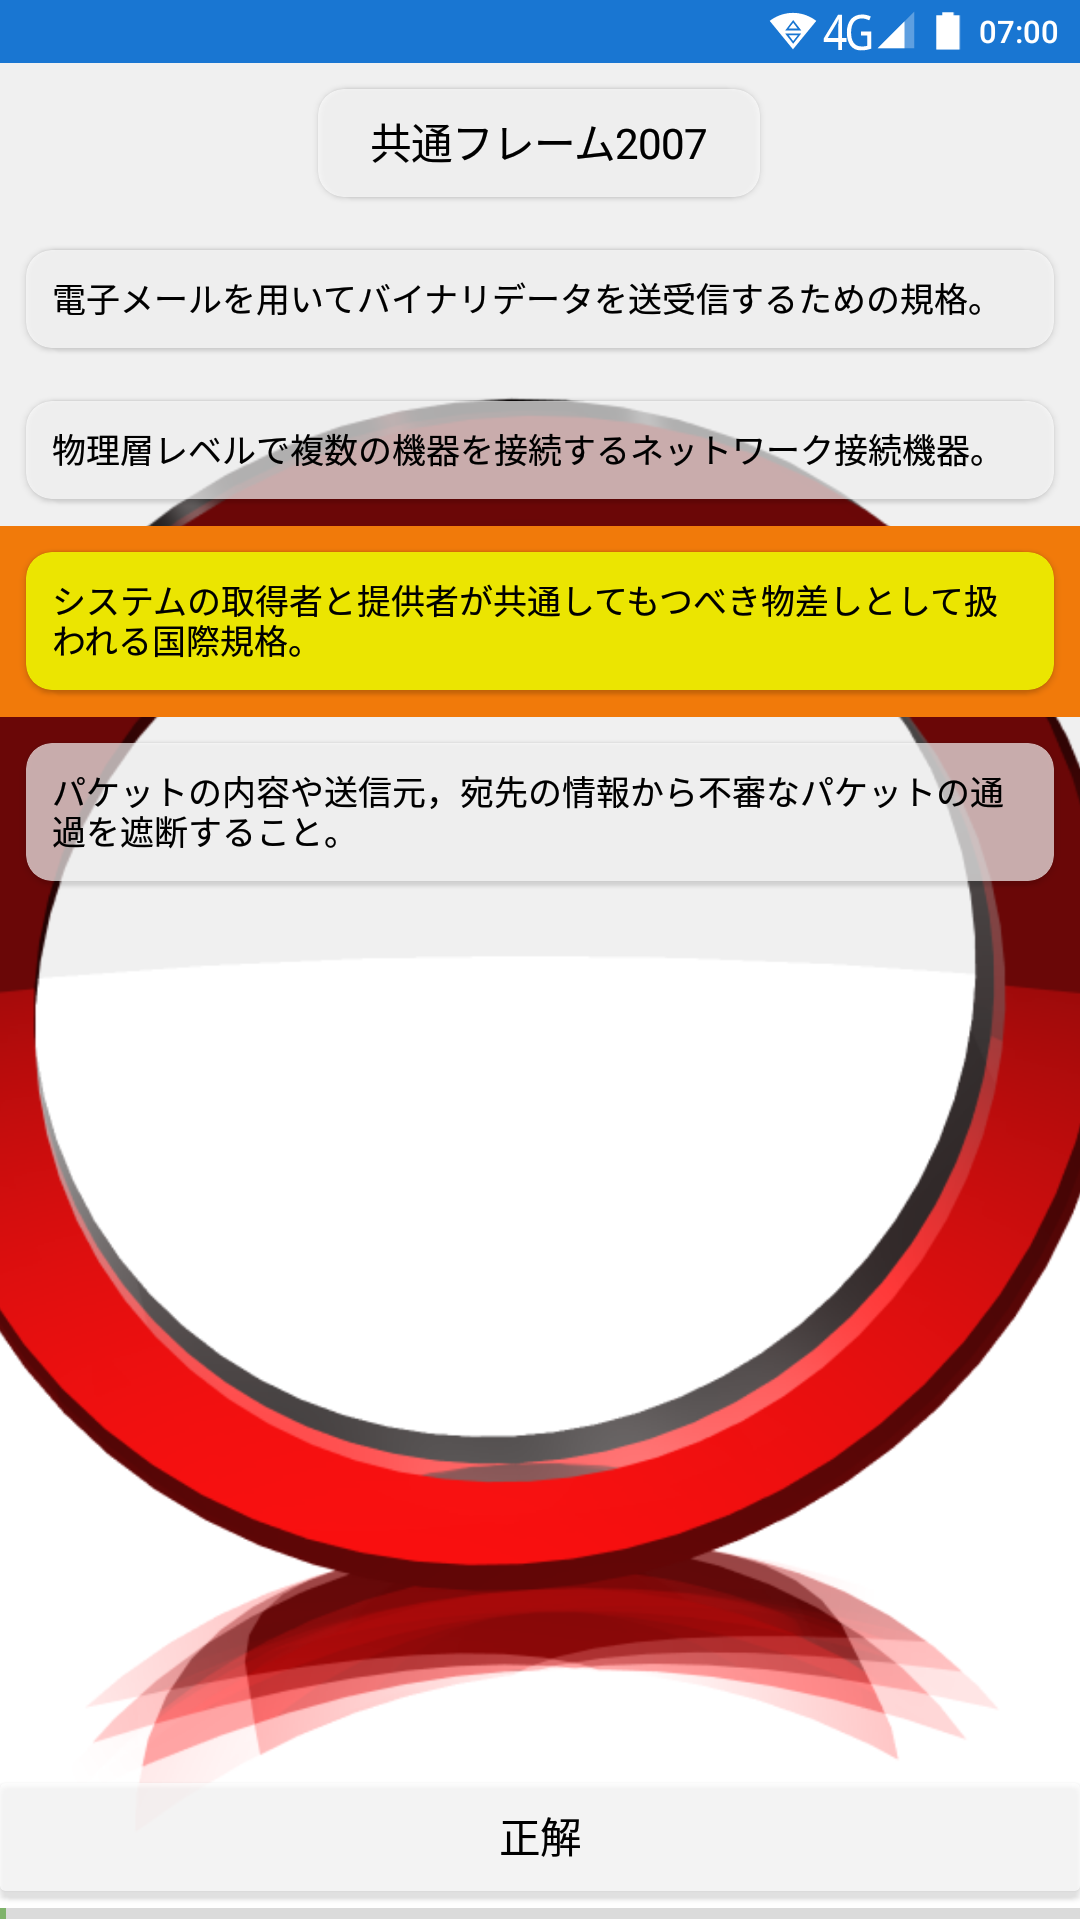 4G 07:00
共通フレーム2007
電子メールを用いてバイナリデータを送受信するための規格。
物理層レベルで複数の機器を接続するネットワーク接続機器。
システムの取得者と提供者が共通してもつべき物差しとして扱
われる国際規格。
パケットの内容や送信元，宛先の情報から不審なパケットの通
過を遮断すること。
正解